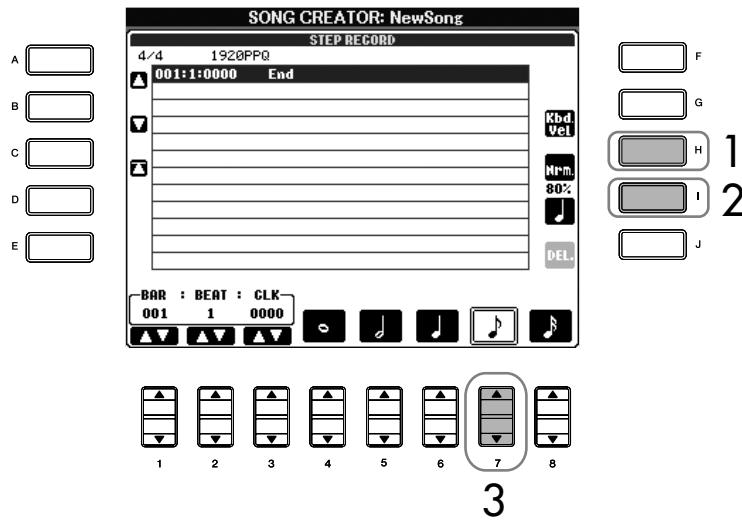 SONG CREATOR: NewSong
STEP RECORD
4/4 1920PPQ
001:1:0000 End
A
B
C
D
E
F
G
H
I
J
1
2
Kbd.
Vel
Nrm.
80%
DEL.
BAR : BEAT : CLK
001 1 0000
1 2 3 4 5 6 7 8
3